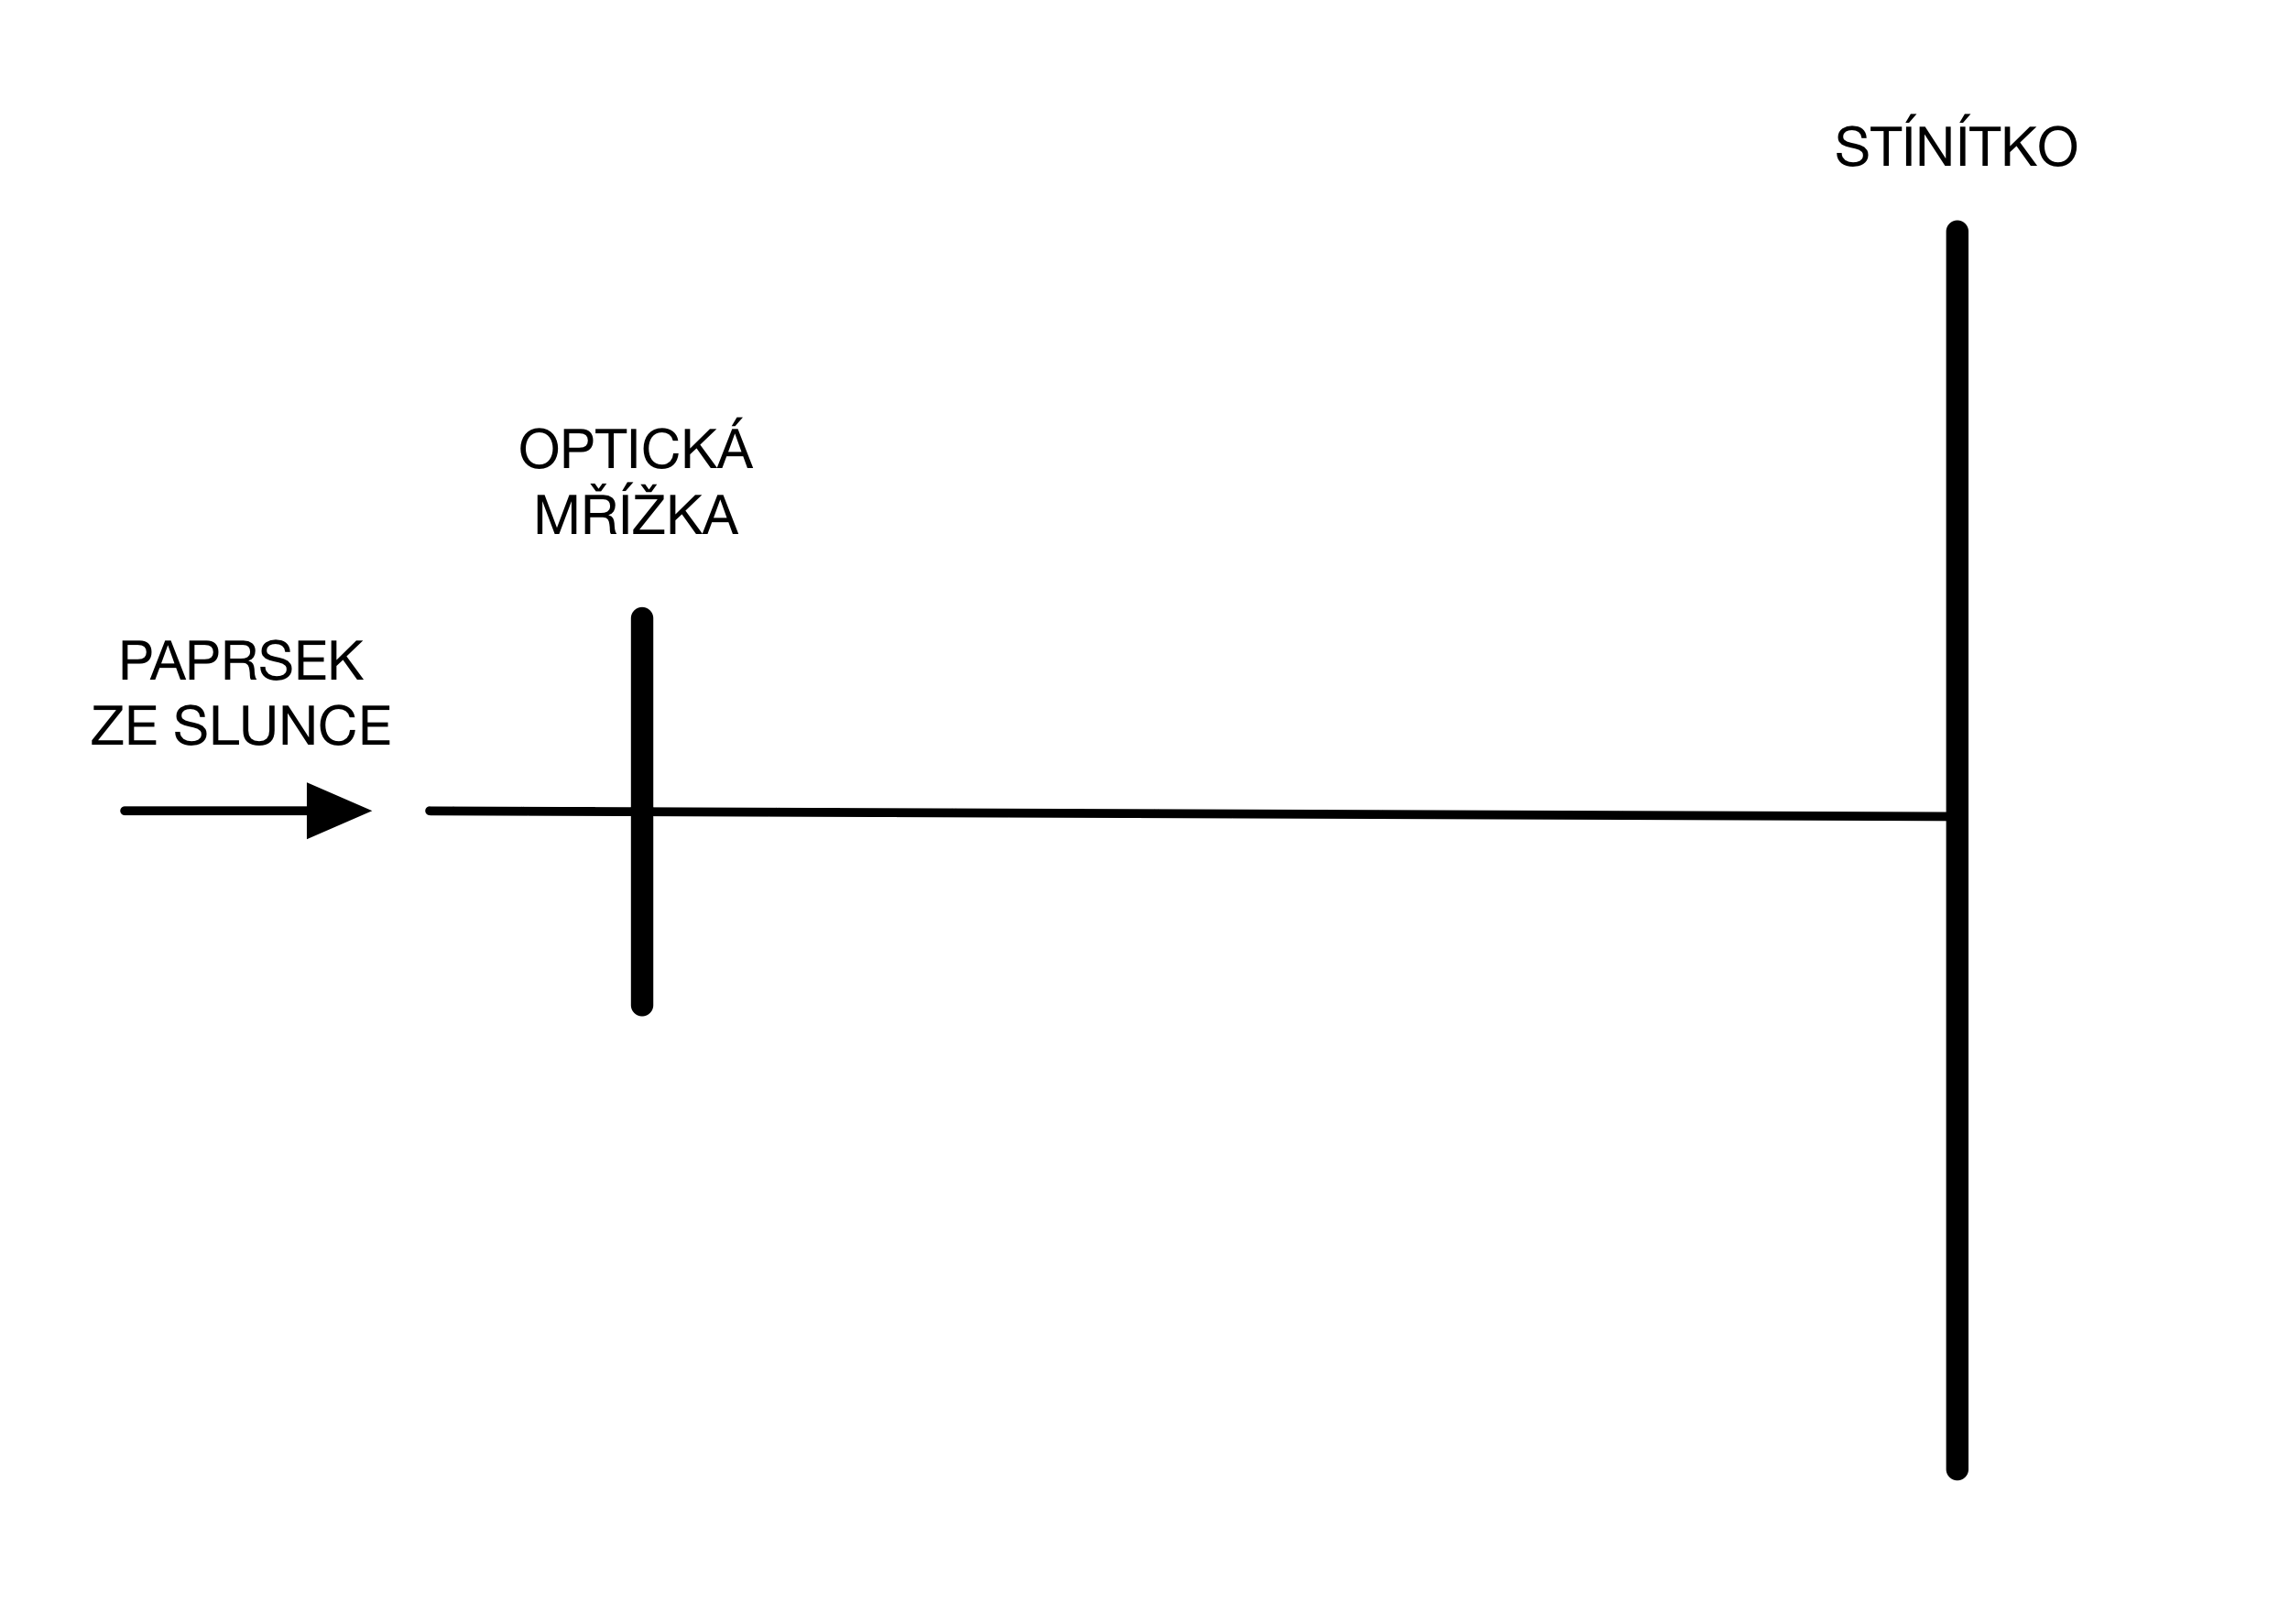 STÍNÍTKO
OPTICKÁ
MŘÍŽKA
PAPRSEK
ZE SLUNCE